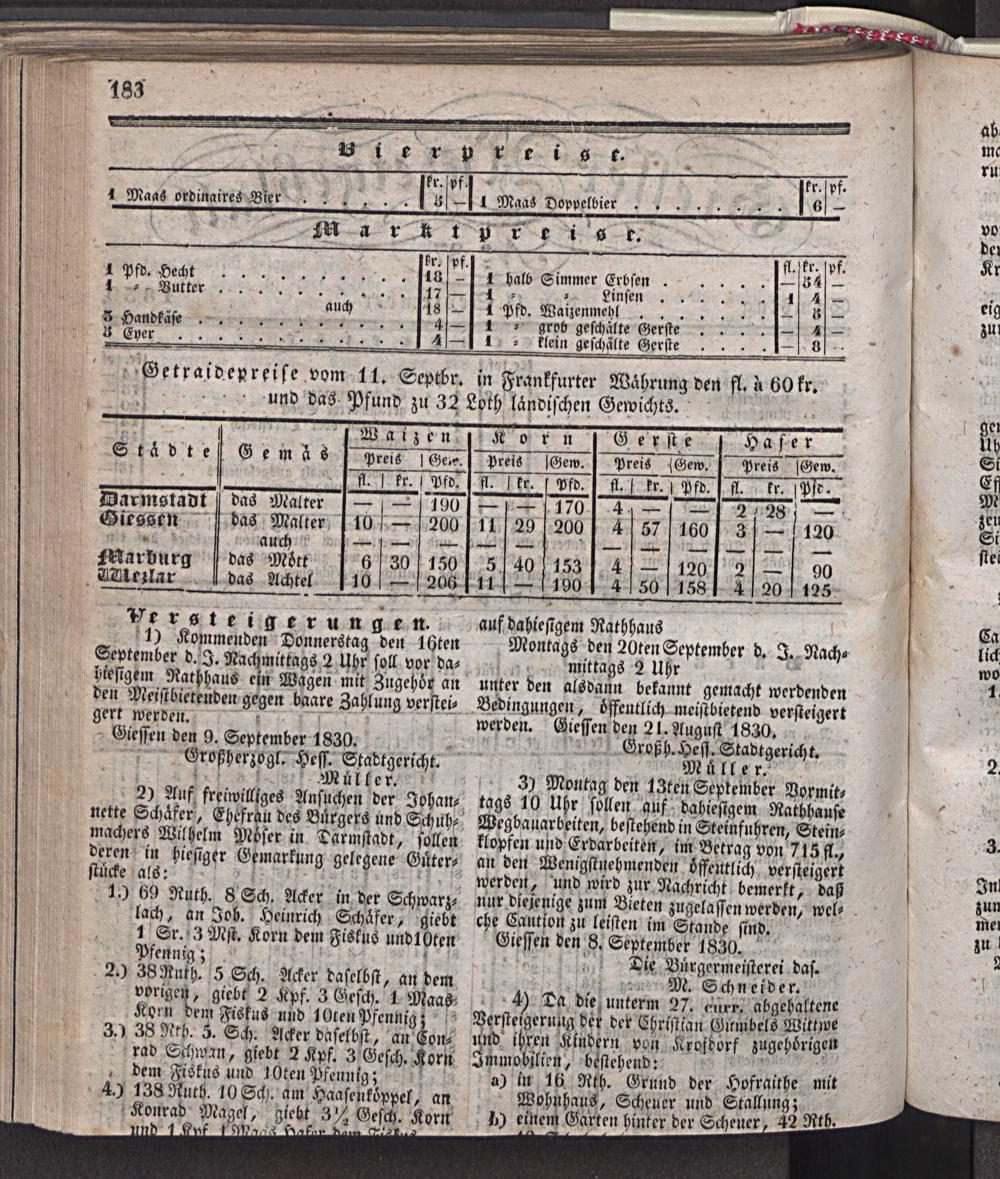 183
Bierpreise.
kr. pf. kr. pf.
1 Maas ordinaires Bier . . . . . . 5 — 1 Maas Doppelbier . . . . . . . . 6 —
Marktpreise.
kr. pf. fl. kr. pf.
1 Pfd. Hecht . . . . . . . . . 18 — 1 halb Simmer Erbsen . . . . . — 54 —
1 - Butter . . . . . . . . . 17 — 1 - - Linsen . . . . . . 1 4 —
auch 18 — 1 Pfd. Waizenmehl . . . . . . . — 8 —
3 Handkäse . . . . . . . . . . 4 — 1 - grob geschälte Gerste . . . . — 4 —
3 Eyer . . . . . . . . . . . 4 — 1 - klein geschälte Gerste . . . . — 8 —
Getraidepreise vom 11. Septbr. in Frankfurter Währung den fl. à 60 kr.
und das Pfund zu 32 Loth ländischen Gewichts.
Städte Gemäs Waizen Korn Gerste Hafer
Preis Gew. Preis Gew. Preis Gew. Preis Gew.
fl. kr. Pfd. fl. kr. Pfd. fl. kr. Pfd. fl. kr. Pfd.
Darmstadt das Malter — — 190 — — 170 4 — — 2 28 —
Giessen das Malter 10 — 200 11 29 200 4 57 160 3 — 120
auch — — — — — — — — — — — —
Marburg das Mött 6 30 150 5 40 153 4 — 120 2 — 90
Wezlar das Achtel 10 — 206 11 — 190 4 50 158 4 20 125
Versteigerungen.
1) Kommenden Donnerstag den 16ten
September d. J. Nachmittags 2 Uhr soll vor da-
hiesigem Rathhaus ein Wagen mit Zugehör an
den Meistbietenden gegen baare Zahlung verstei-
gert werden.
Giessen den 9. September 1830.
Großherzogl. Hess. Stadtgericht.
Müller.
2) Auf freiwilliges Ansuchen der Johan-
nette Schäfer, Ehefrau des Bürgers und Schuh-
machers Wilhelm Möser in Darmstadt, sollen
deren in hiesiger Gemarkung gelegene Güter-
stücke als:
1.) 69 Ruth. 8 Sch. Acker in der Schwarz-
lach, an Joh. Heinrich Schäfer, giebt
1 Sr. 3 Mst. Korn dem Fiskus und 10ten
Pfennig;
2.) 38 Ruth. 5 Sch. Acker daselbst, an dem
vorigen, giebt 2 Kpf. 3 Gesch. 1 Maas
Korn dem Fiskus und 10ten Pfennig;
3.) 38 Rth. 5. Sch. Acker daselbst, an Con-
rad Schwan, giebt 2 Kpf. 3 Gesch. Korn
dem Fiskus und 10ten Pfennig;
4.) 138 Ruth. 10 Sch. am Haasenköppel, an
Konrad Magel, giebt 3½ Gesch. Korn
und 1 Kpf. 1 Maas Hafer dem Fiskus
auf dahiesigem Rathhaus
Montags den 20ten September d. J. Nach-
mittags 2 Uhr
unter den alsdann bekannt gemacht werdenden
Bedingungen, öffentlich meistbietend versteigert
werden. Giessen den 21. August 1830.
Großh. Hess. Stadtgericht.
Müller.
3) Montag den 13ten September Vormit-
tags 10 Uhr sollen auf dahiesigem Rathhause
Wegbauarbeiten, bestehend in Steinfuhren, Stein-
klopfen und Erdarbeiten, im Betrag von 715 fl.,
an den Wenigstnehmenden öffentlich versteigert
werden, und wird zur Nachricht bemerkt, daß
nur diejenige zum Bieten zugelassen werden, wel-
che Caution zu leisten im Stande sind.
Giessen den 8. September 1830.
Die Bürgermeisterei das.
M. Schneider.
4) Da die unterm 27. curr. abgehaltene
Versteigerung der der Christian Gümbels Wittwe
und ihren Kindern von Krofdorf zugehörigen
Immobilien, bestehend:
a) in 16 Rth. Grund der Hofraithe mit
Wohnhaus, Scheuer und Stallung;
b) einem Garten hinter der Scheuer, 42 Rth.